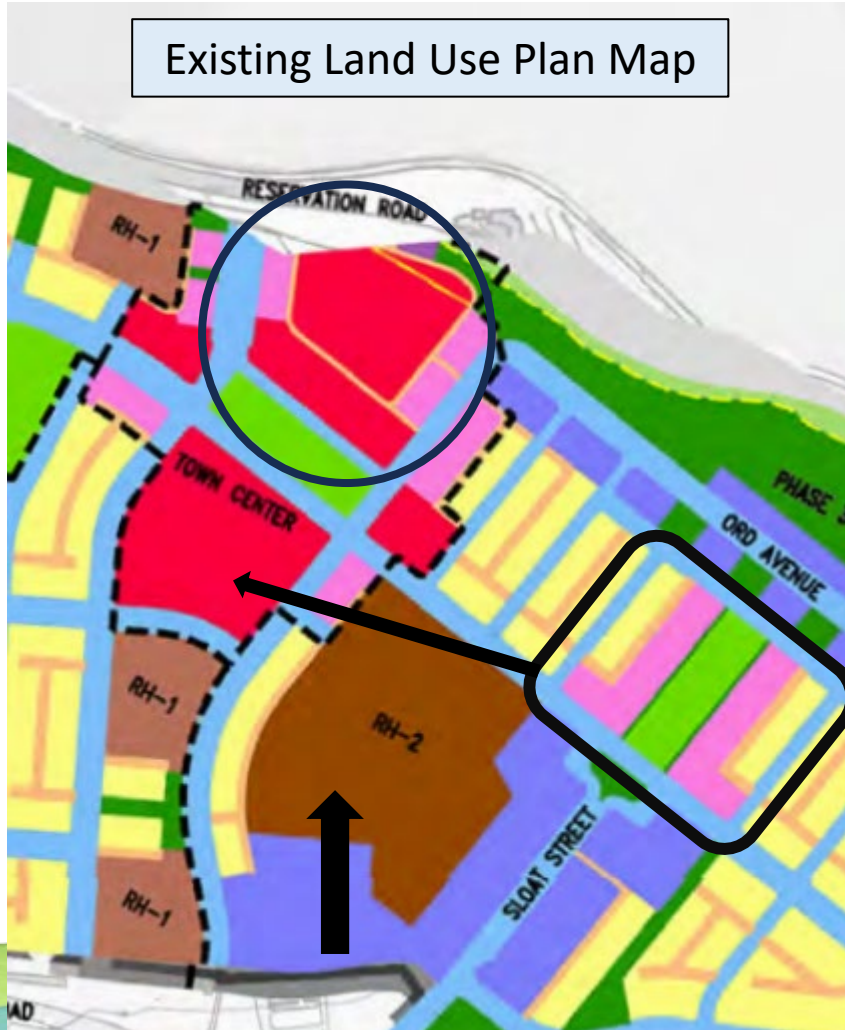 Existing Land Use Plan Map
RESERVATION ROAD
RH-1
TOWN CENTER
PHASE
ORD AVENUE
RH-1
RH-2
SLOAT STREET
RH-1